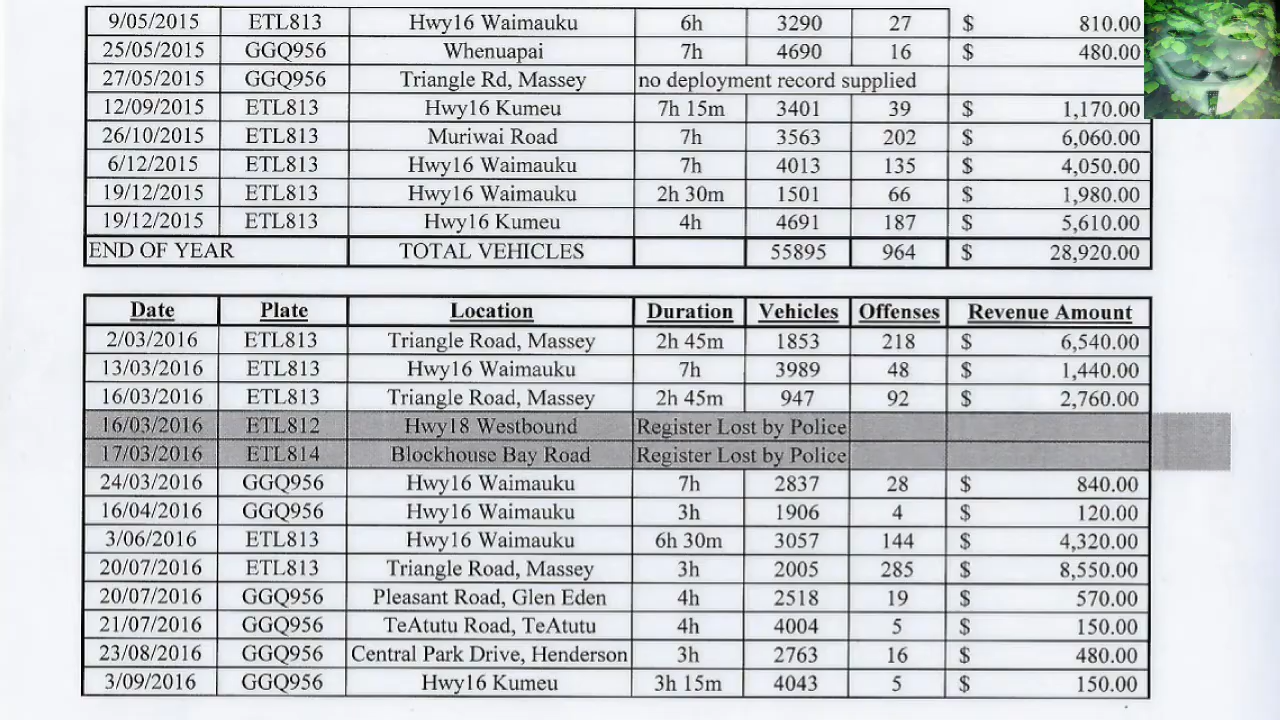 9/05/2015 ETL813 Hwy16 Waimauku 6h 3290 27 $ 810.00
25/05/2015 GGQ956 Whenuapai 7h 4690 16 $ 480.00
27/05/2015 GGQ956 Triangle Rd, Massey no deployment record supplied
12/09/2015 ETL813 Hwy16 Kumeu 7h 15m 3401 39 $ 1,170.00
26/10/2015 ETL813 Muriwai Road 7h 3563 202 $ 6,060.00
6/12/2015 ETL813 Hwy16 Waimauku 7h 4013 135 $ 4,050.00
19/12/2015 ETL813 Hwy16 Waimauku 2h 30m 1501 66 $ 1,980.00
19/12/2015 ETL813 Hwy16 Kumeu 4h 4691 187 $ 5,610.00
END OF YEAR TOTAL VEHICLES 55895 964 $ 28,920.00
Date Plate Location Duration Vehicles Offenses Revenue Amount
2/03/2016 ETL813 Triangle Road, Massey 2h 45m 1853 218 $ 6,540.00
13/03/2016 ETL813 Hwy16 Waimauku 7h 3989 48 $ 1,440.00
16/03/2016 ETL813 Triangle Road, Massey 2h 45m 947 92 $ 2,760.00
16/03/2016 ETL812 Hwy18 Westbound Register Lost by Police
17/03/2016 ETL814 Blockhouse Bay Road Register Lost by Police
24/03/2016 GGQ956 Hwy16 Waimauku 7h 2837 28 $ 840.00
16/04/2016 GGQ956 Hwy16 Waimauku 3h 1906 4 $ 120.00
3/06/2016 ETL813 Hwy16 Waimauku 6h 30m 3057 144 $ 4,320.00
20/07/2016 ETL813 Triangle Road, Massey 3h 2005 285 $ 8,550.00
20/07/2016 GGQ956 Pleasant Road, Glen Eden 4h 2518 19 $ 570.00
21/07/2016 GGQ956 TeAtutu Road, TeAtutu 4h 4004 5 $ 150.00
23/08/2016 GGQ956 Central Park Drive, Henderson 3h 2763 16 $ 480.00
3/09/2016 GGQ956 Hwy16 Kumeu 3h 15m 4043 5 $ 150.00